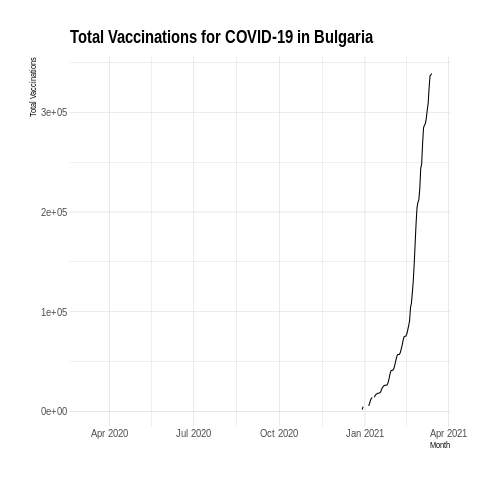 Total Vaccinations for COVID-19 in Bulgaria
Total Vaccinations
3e+05
2e+05
1e+05
0e+00
Apr 2020 Jul 2020 Oct 2020 Jan 2021 Apr 2021
Month